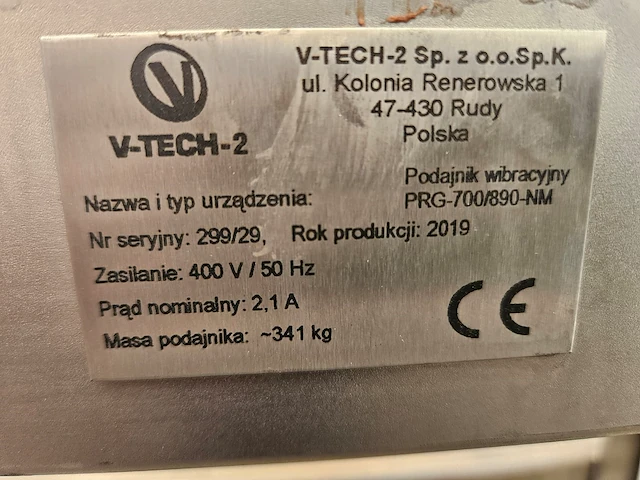 V-TECH-2
V-TECH-2 Sp. z o.o.Sp.K.
ul. Kolonia Renerowska 1
47-430 Rudy
Polska
Nazwa i typ urządzenia: Podajnik wibracyjny
PRG-700/890-NM
Nr seryjny: 299/29, Rok produkcji: 2019
Zasilanie: 400 V / 50 Hz
Prąd nominalny: 2,1 A
Masa podajnika: ~341 kg
CE